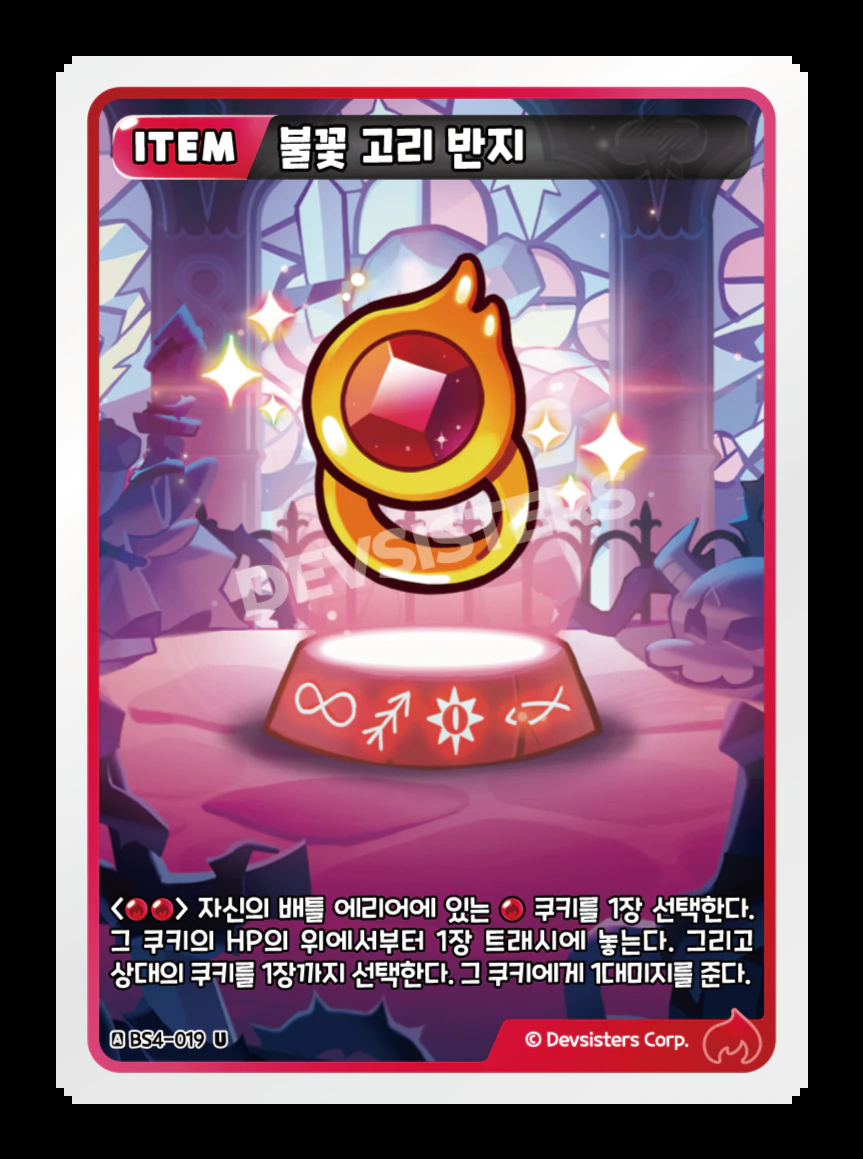 ITEM 불꽃 고리 반지
DEVSISTERS
<●●> 자신의 배틀 에리어에 있는 ● 쿠키를 1장 선택한다.
그 쿠키의 HP의 위에서부터 1장 트래시에 놓는다. 그리고
상대의 쿠키를 1장까지 선택한다. 그 쿠키에게 1대미지를 준다.
A BS4-019 U
© Devsisters Corp.